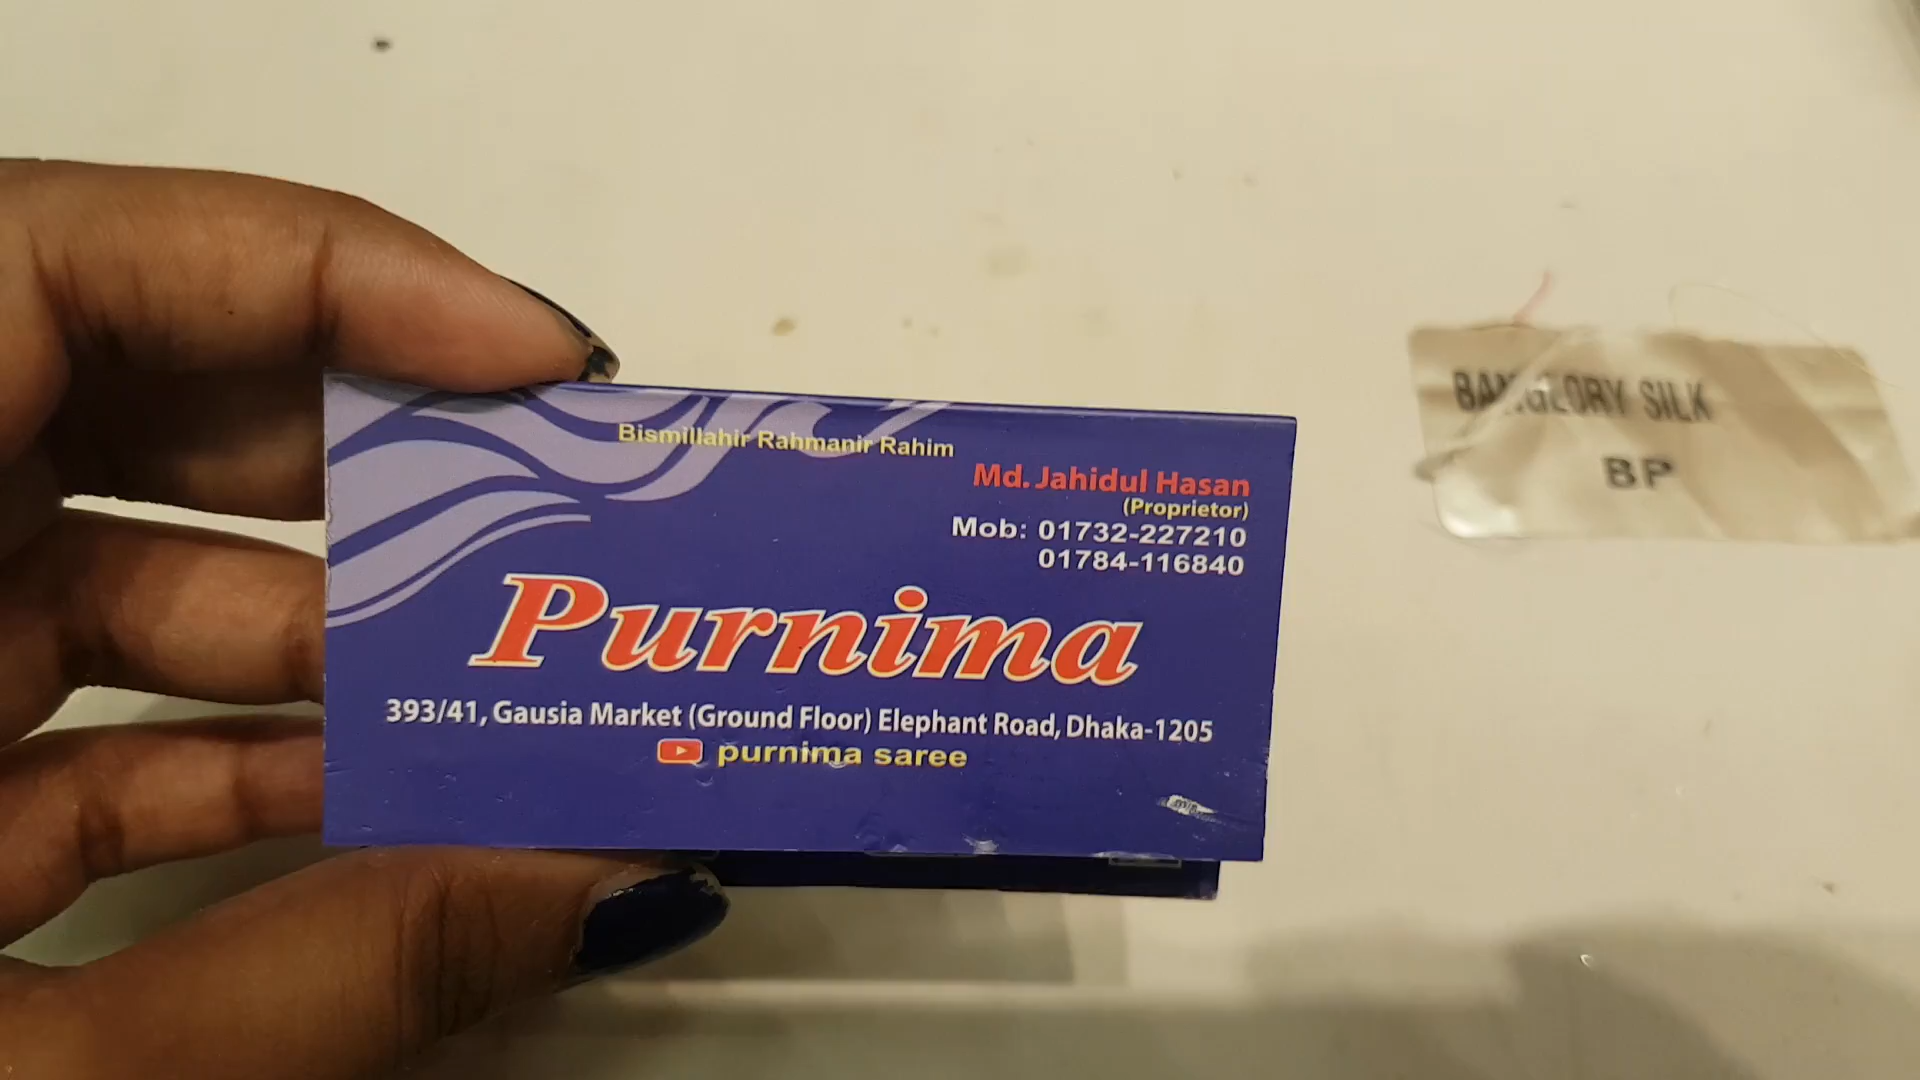 Bismillahir Rahmanir Rahim
Md. Jahidul Hasan
(Proprietor)
Mob: 01732-227210
01784-116840
Purnima
393/41, Gausia Market (Ground Floor) Elephant Road, Dhaka-1205
purnima saree
SILK
BP